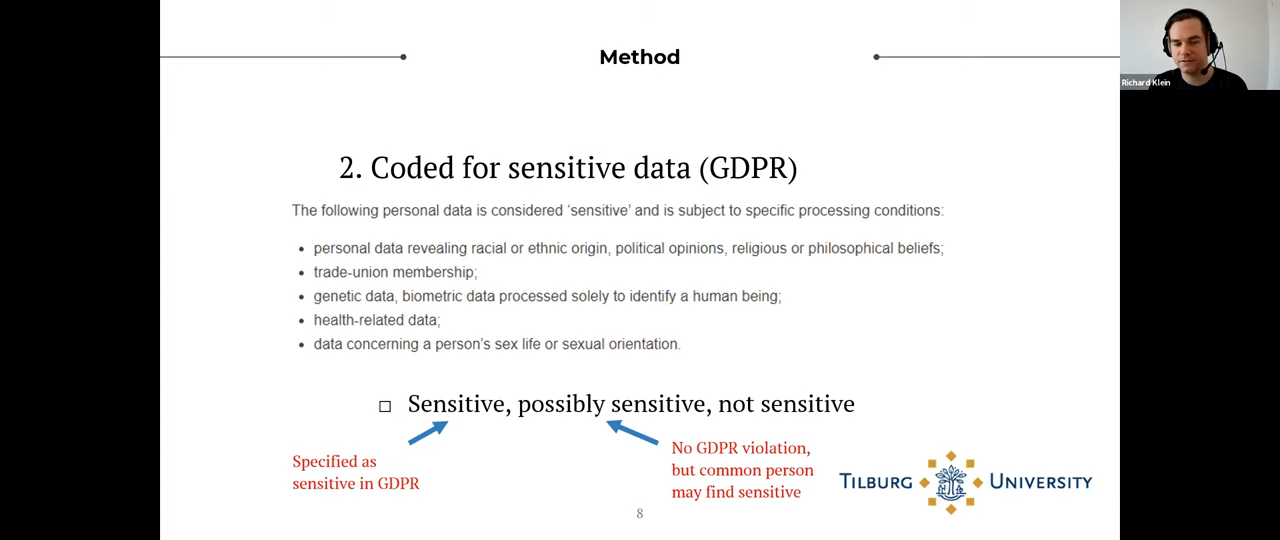 Method
Richard Klein
2. Coded for sensitive data (GDPR)
The following personal data is considered ‘sensitive’ and is subject to specific processing conditions:
• personal data revealing racial or ethnic origin, political opinions, religious or philosophical beliefs;
• trade-union membership;
• genetic data, biometric data processed solely to identify a human being;
• health-related data;
• data concerning a person’s sex life or sexual orientation.
□ Sensitive, possibly sensitive, not sensitive
Specified as
sensitive in GDPR
No GDPR violation,
but common person
may find sensitive
TILBURG UNIVERSITY
8